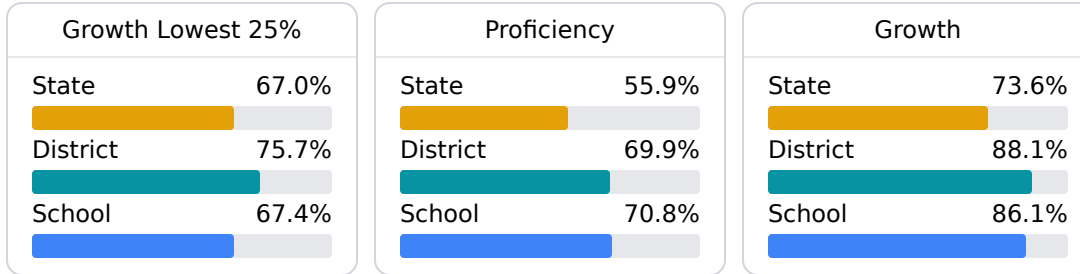 Growth Lowest 25%
State 67.0%
District 75.7%
School 67.4%
Proficiency
State 55.9%
District 69.9%
School 70.8%
Growth
State 73.6%
District 88.1%
School 86.1%